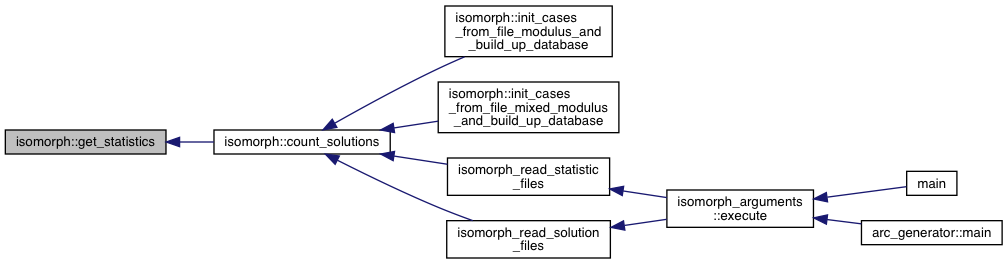 isomorph::get_statistics
isomorph::count_solutions
isomorph::init_cases
_from_file_modulus_and
_build_up_database
isomorph::init_cases
_from_file_mixed_modulus
_and_build_up_database
isomorph_read_statistic
_files
isomorph_read_solution
_files
isomorph_arguments
::execute
main
arc_generator::main